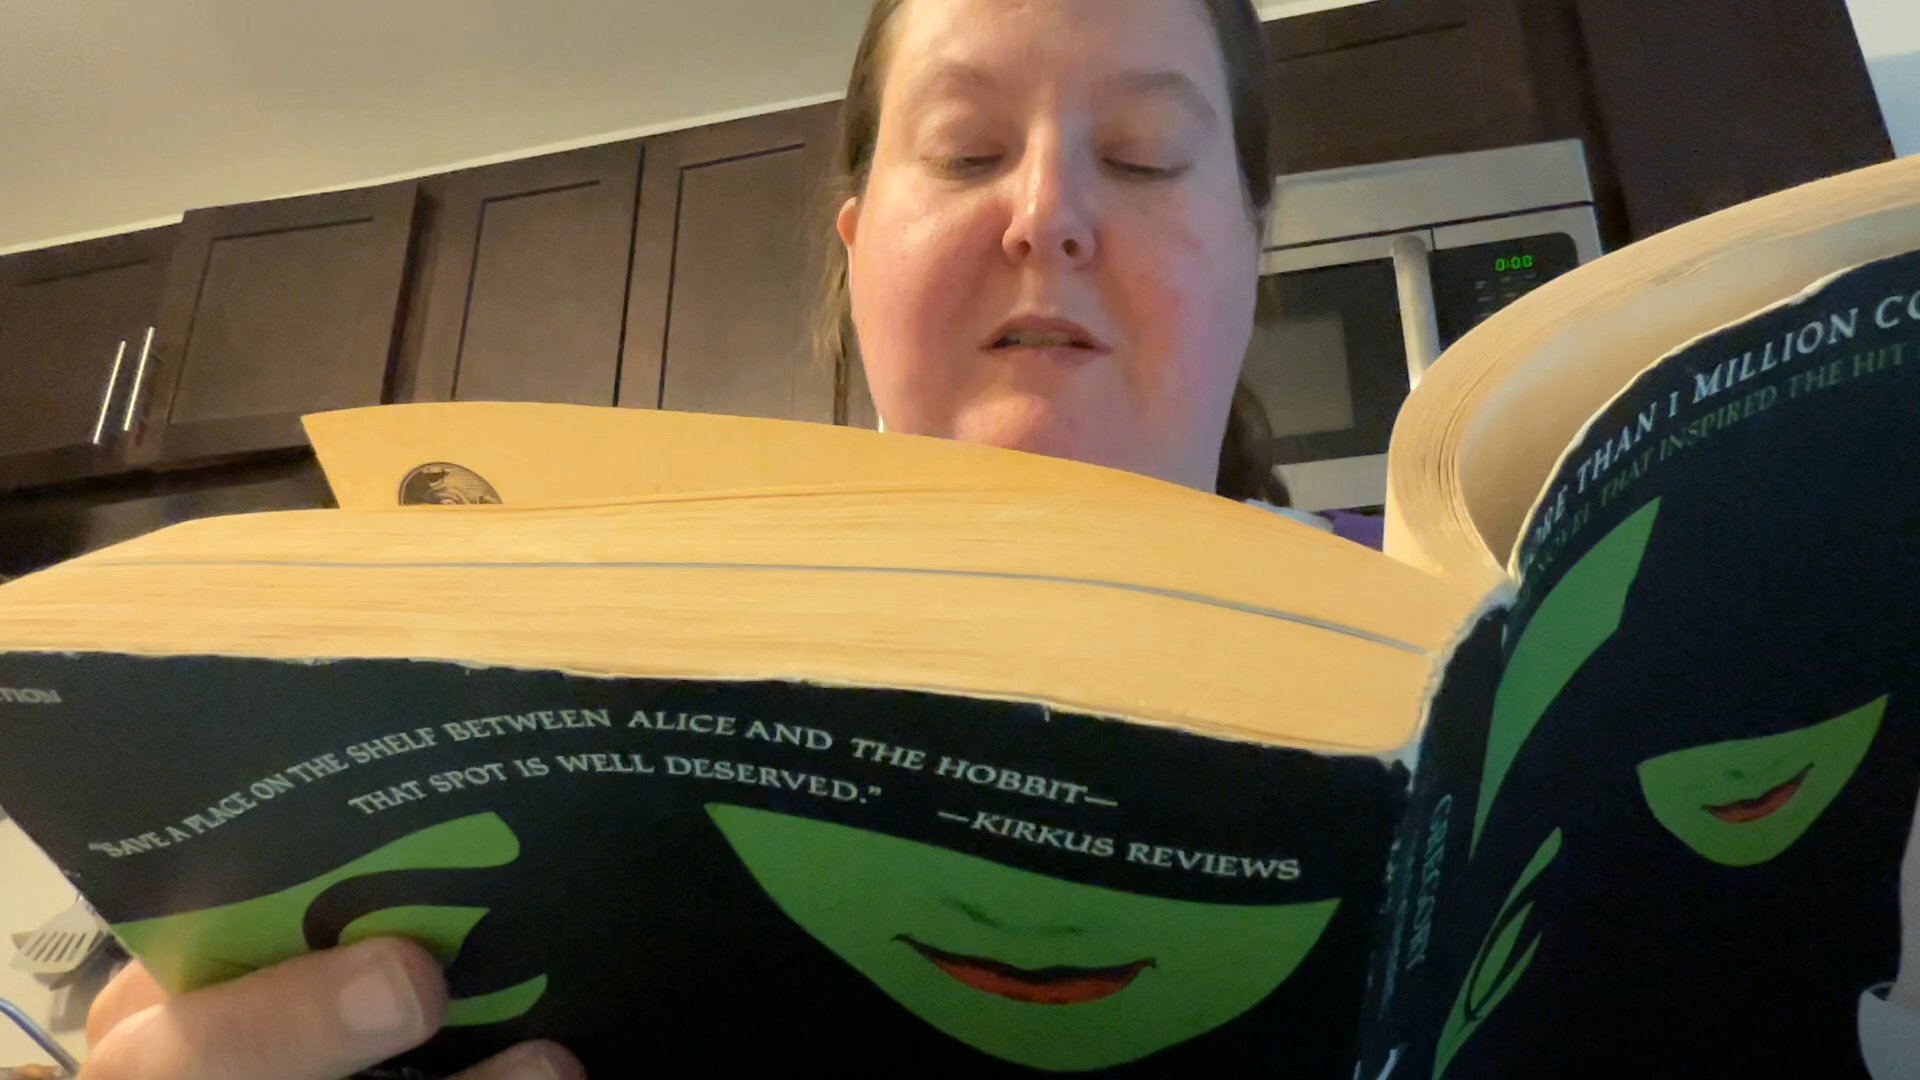 “SAVE A PLACE ON THE SHELF BETWEEN ALICE AND THE HOBBIT—
THAT SPOT IS WELL DESERVED.”
—KIRKUS REVIEWS
THAN 1 MILLION
NOVEL THAT INSPIRED THE HIT
GREGORY
0:00